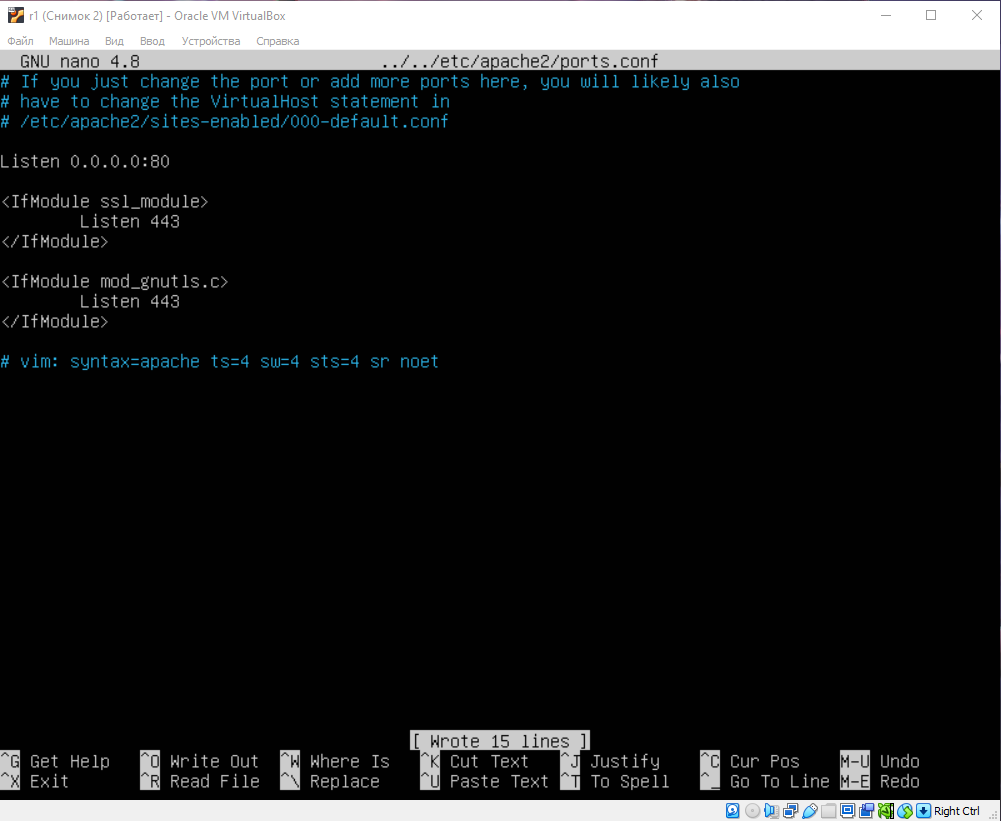 r1 (Снимок 2) [Работает] - Oracle VM VirtualBox
Файл Машина Вид Ввод Устройства Справка
GNU nano 4.8 ../../etc/apache2/ports.conf
# If you just change the port or add more ports here, you will likely also
# have to change the VirtualHost statement in
# /etc/apache2/sites-enabled/000-default.conf
Listen 0.0.0.0:80
<IfModule ssl_module>
Listen 443
</IfModule>
<IfModule mod_gnutls.c>
Listen 443
</IfModule>
# vim: syntax=apache ts=4 sw=4 sts=4 sr noet
[ Wrote 15 lines ]
^G Get Help ^O Write Out ^W Where Is ^K Cut Text ^J Justify ^C Cur Pos M-U Undo
^X Exit ^R Read File ^\ Replace ^U Paste Text ^T To Spell ^_ Go To Line M-E Redo
Right Ctrl